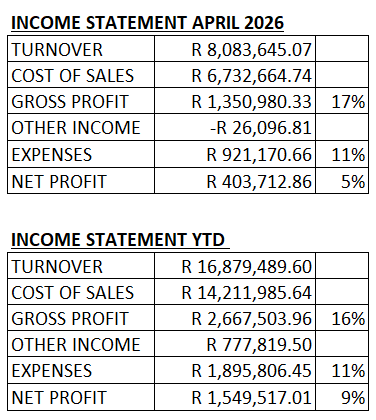 INCOME STATEMENT APRIL 2026
TURNOVER R 8,083,645.07
COST OF SALES R 6,732,664.74
GROSS PROFIT R 1,350,980.33 17%
OTHER INCOME -R 26,096.81
EXPENSES R 921,170.66 11%
NET PROFIT R 403,712.86 5%
INCOME STATEMENT YTD
TURNOVER R 16,879,489.60
COST OF SALES R 14,211,985.64
GROSS PROFIT R 2,667,503.96 16%
OTHER INCOME R 777,819.50
EXPENSES R 1,895,806.45 11%
NET PROFIT R 1,549,517.01 9%